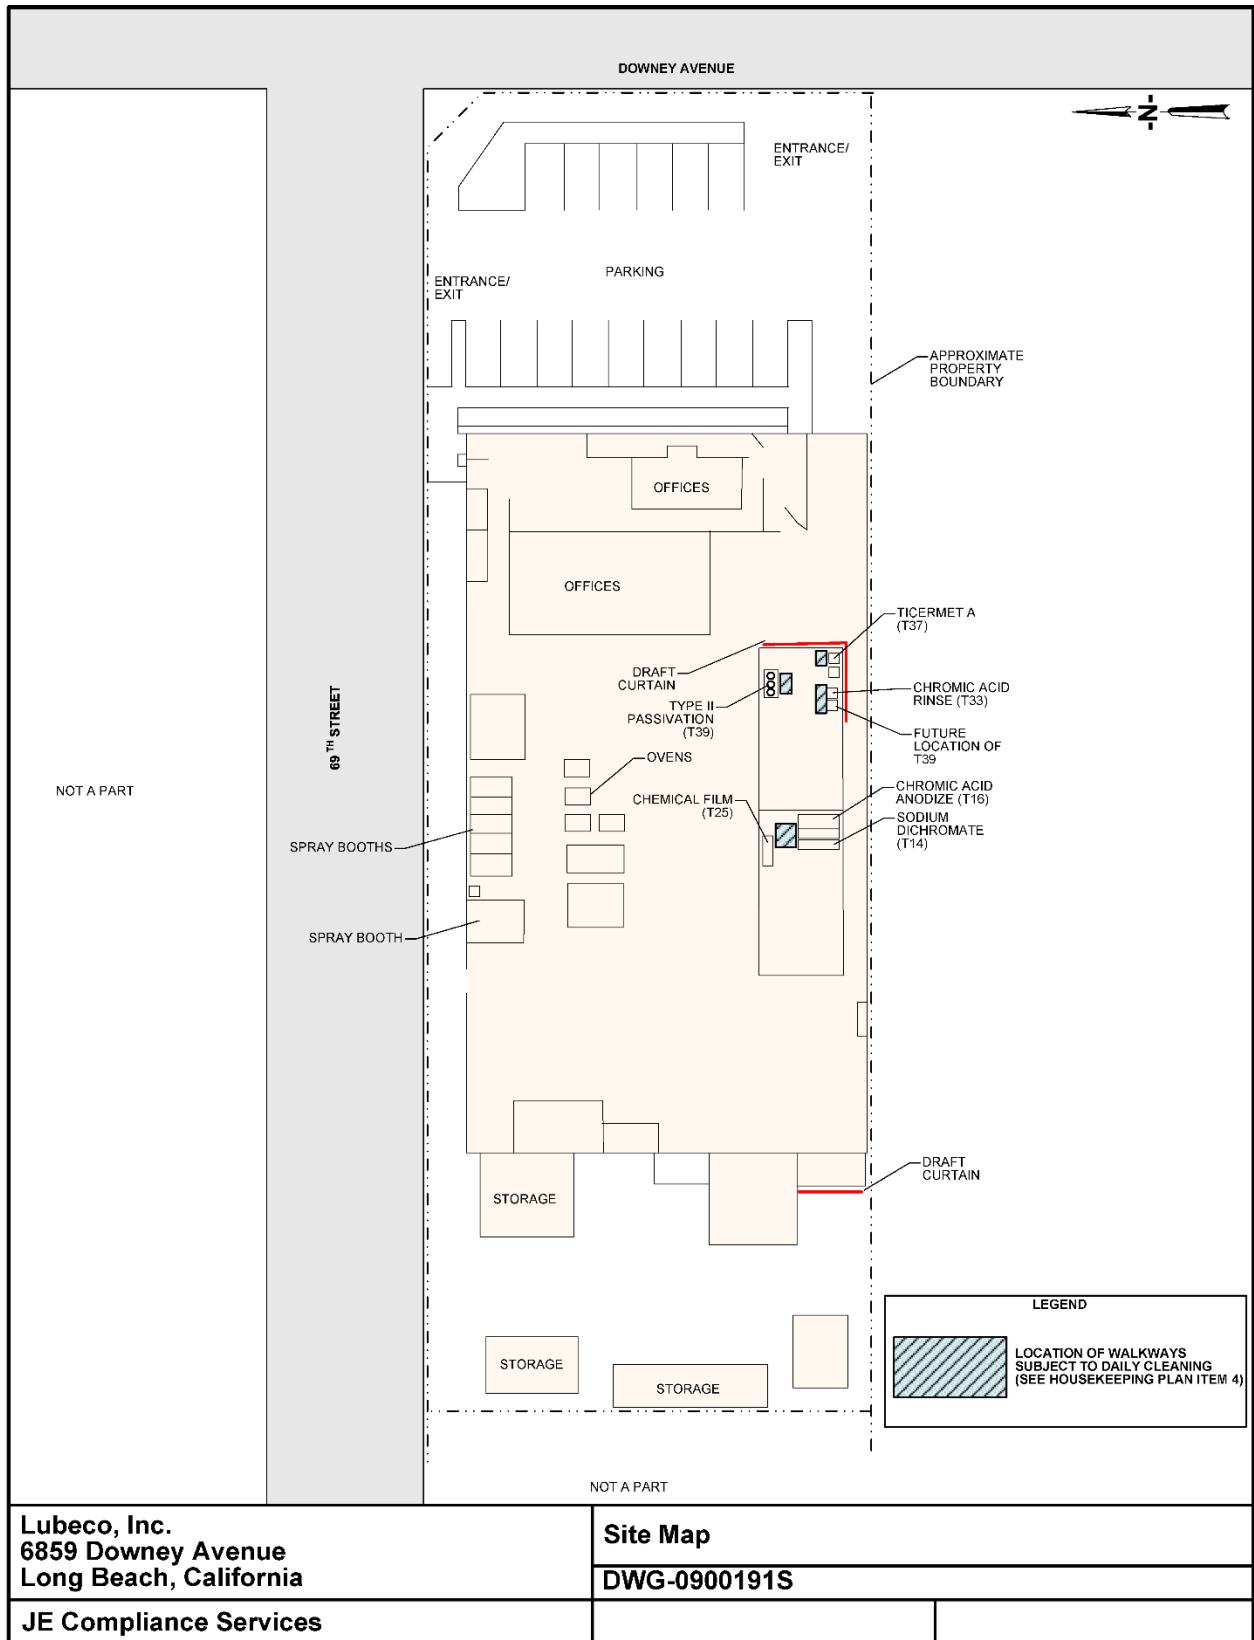 DOWNEY AVENUE
N
ENTRANCE/
EXIT
PARKING
ENTRANCE/
EXIT
APPROXIMATE
PROPERTY
BOUNDARY
OFFICES
OFFICES
TICERMET A
(T37)
DRAFT
CURTAIN
CHROMIC ACID
RINSE (T33)
TYPE II
PASSIVATION
(T39)
FUTURE
LOCATION OF
T39
69 TH STREET
OVENS
NOT A PART
CHROMIC ACID
ANODIZE (T16)
CHEMICAL FILM
(T25)
SODIUM
DICHROMATE
(T14)
SPRAY BOOTHS
SPRAY BOOTH
DRAFT
CURTAIN
STORAGE
LEGEND
LOCATION OF WALKWAYS
SUBJECT TO DAILY CLEANING
(SEE HOUSEKEEPING PLAN ITEM 4)
STORAGE
STORAGE
NOT A PART
Lubeco, Inc.
6859 Downey Avenue
Long Beach, California
Site Map
DWG-0900191S
JE Compliance Services